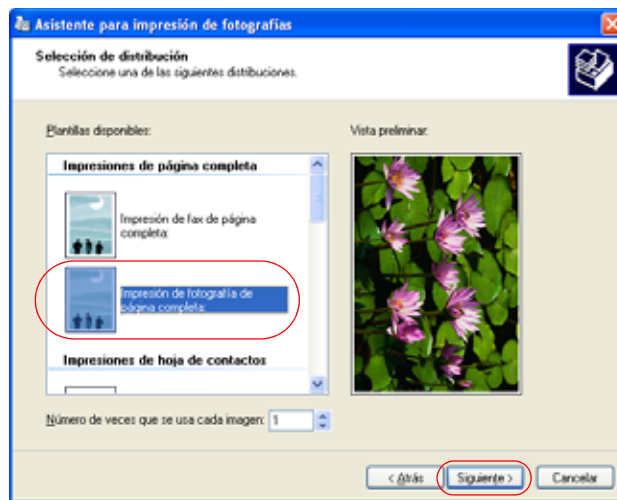 Asistente para impresión de fotografías
Selección de distribución
Seleccione una de las siguientes distribuciones.
Plantillas disponibles:
Vista preliminar:
Impresiones de página completa
Impresión de fax de página
completa:
Impresión de fotografía de
página completa:
Impresiones de hoja de contactos
Número de veces que se usa cada imagen: 1
< Atrás
Siguiente >
Cancelar